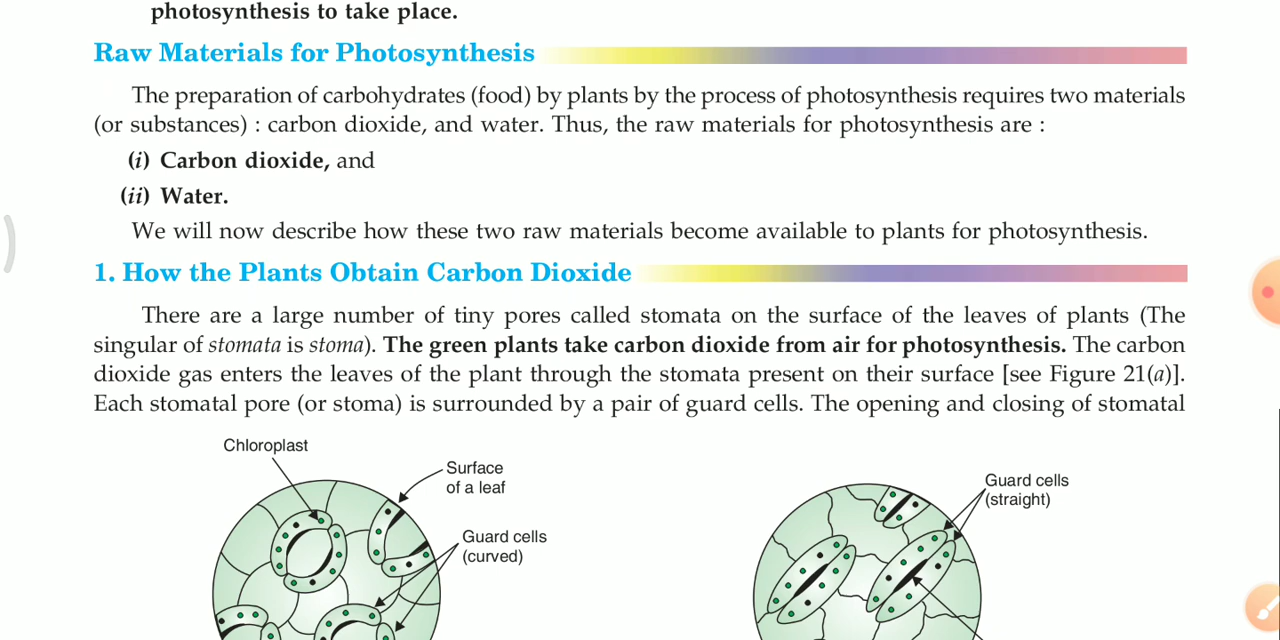 photosynthesis to take place.
Raw Materials for Photosynthesis
The preparation of carbohydrates (food) by plants by the process of photosynthesis requires two materials
(or substances) : carbon dioxide, and water. Thus, the raw materials for photosynthesis are :
(i) Carbon dioxide, and
(ii) Water.
We will now describe how these two raw materials become available to plants for photosynthesis.
1. How the Plants Obtain Carbon Dioxide
There are a large number of tiny pores called stomata on the surface of the leaves of plants (The
singular of stomata is stoma). The green plants take carbon dioxide from air for photosynthesis. The carbon
dioxide gas enters the leaves of the plant through the stomata present on their surface [see Figure 21(a)].
Each stomatal pore (or stoma) is surrounded by a pair of guard cells. The opening and closing of stomatal
Chloroplast
Surface
of a leaf
Guard cells
(curved)
Guard cells
(straight)